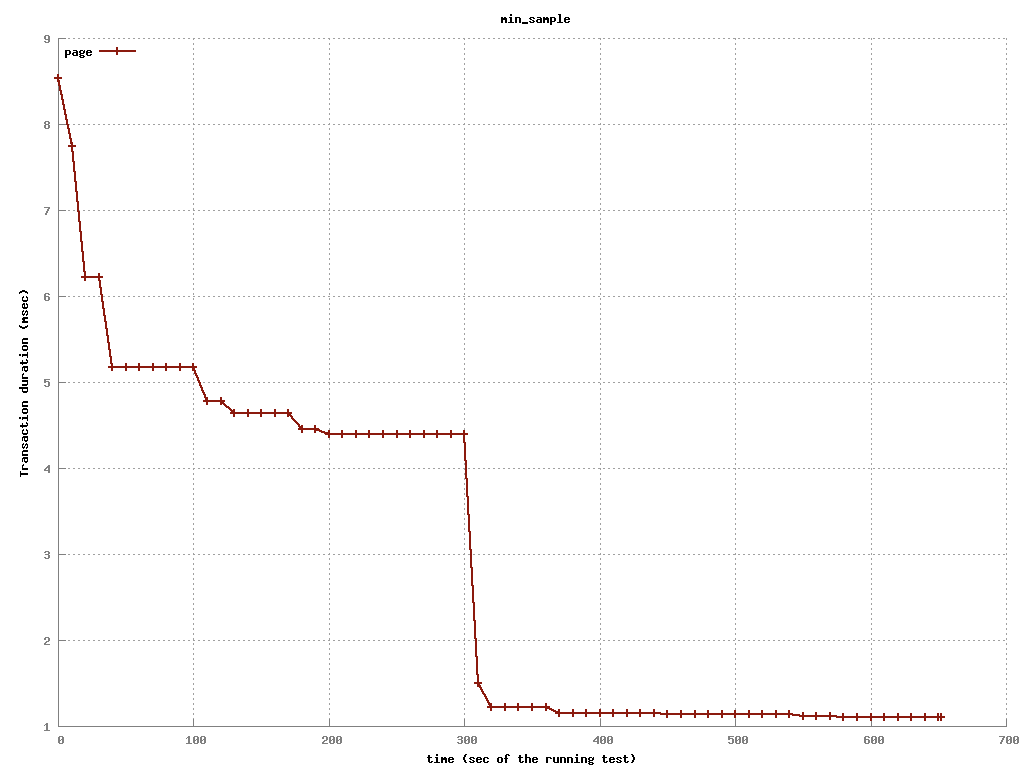 min_sample
page
9
8
7
6
5
4
3
2
1
Transaction duration (msec)
0 100 200 300 400 500 600 700
time (sec of the running test)